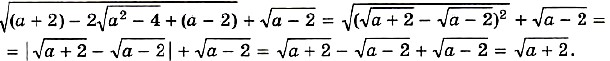 √((a + 2) − 2√(a² − 4) + (a − 2)) + √(a − 2) = √((√(a + 2) − √(a − 2))²) + √(a − 2) =
= |√(a + 2) − √(a − 2)| + √(a − 2) = √(a + 2) − √(a − 2) + √(a − 2) = √(a + 2).